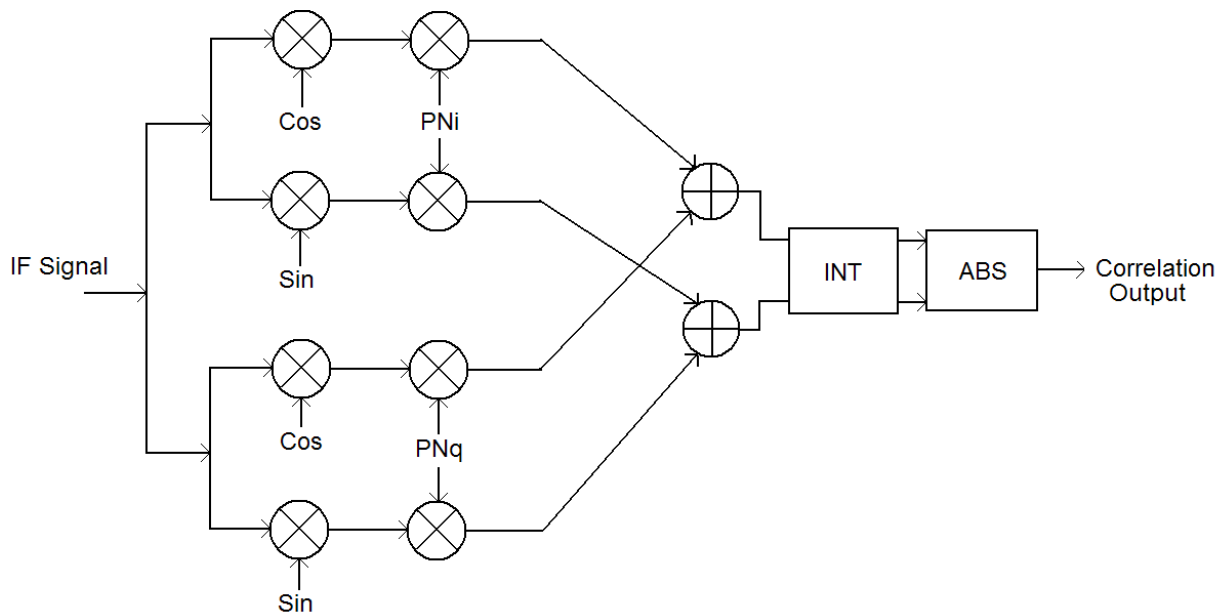 Cos
PNi
IF Signal
Sin
INT
ABS
Correlation
Output
Cos
PNq
Sin